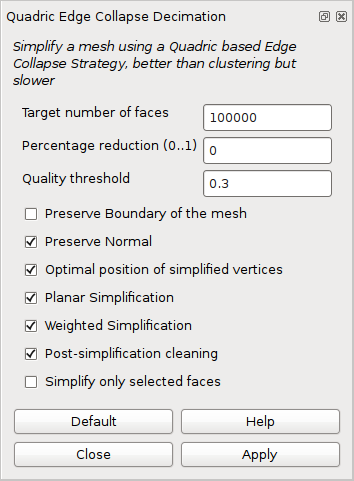 Quadric Edge Collapse Decimation
Simplify a mesh using a Quadric based Edge
Collapse Strategy, better than clustering but
slower
Target number of faces 100000
Percentage reduction (0..1) 0
Quality threshold 0.3
Preserve Boundary of the mesh
Preserve Normal
Optimal position of simplified vertices
Planar Simplification
Weighted Simplification
Post-simplification cleaning
Simplify only selected faces
Default Help
Close Apply